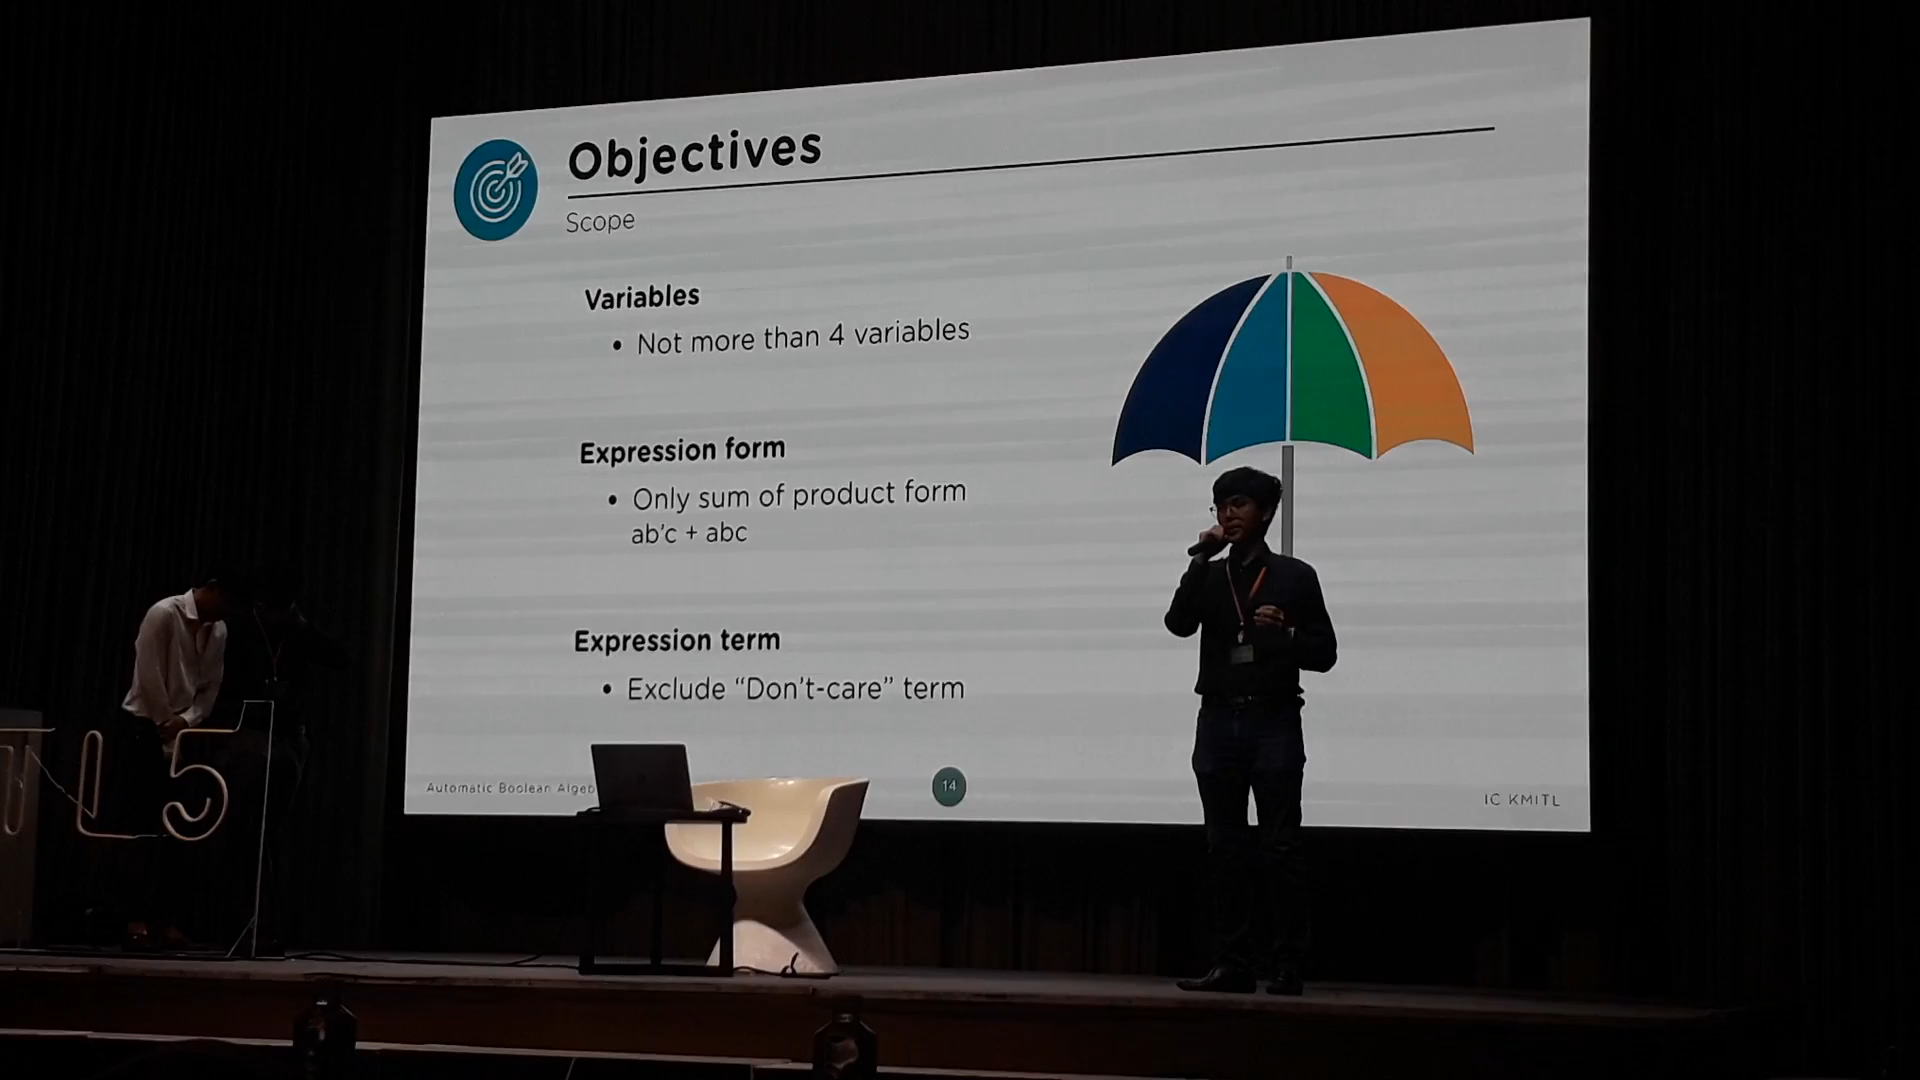 Objectives
Scope
Variables
• Not more than 4 variables
Expression form
• Only sum of product form
ab'c + abc
Expression term
• Exclude “Don't-care” term
Automatic Boolean Algeb
14
IC KMITL
L5